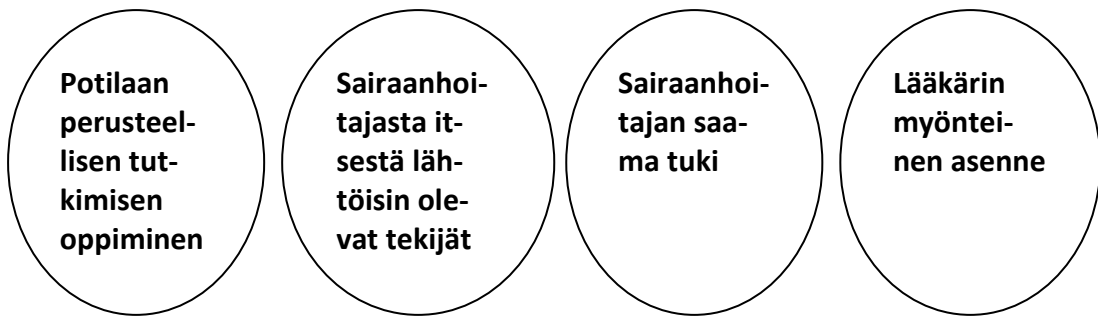 Potilaan
perusteel-
lisen tut-
kimisen
oppiminen
Sairaanhoi-
tajasta it-
sestä läh-
töisin ole-
vat tekijät
Sairaanhoi-
tajan saa-
ma tuki
Lääkärin
myöntei-
nen asenne